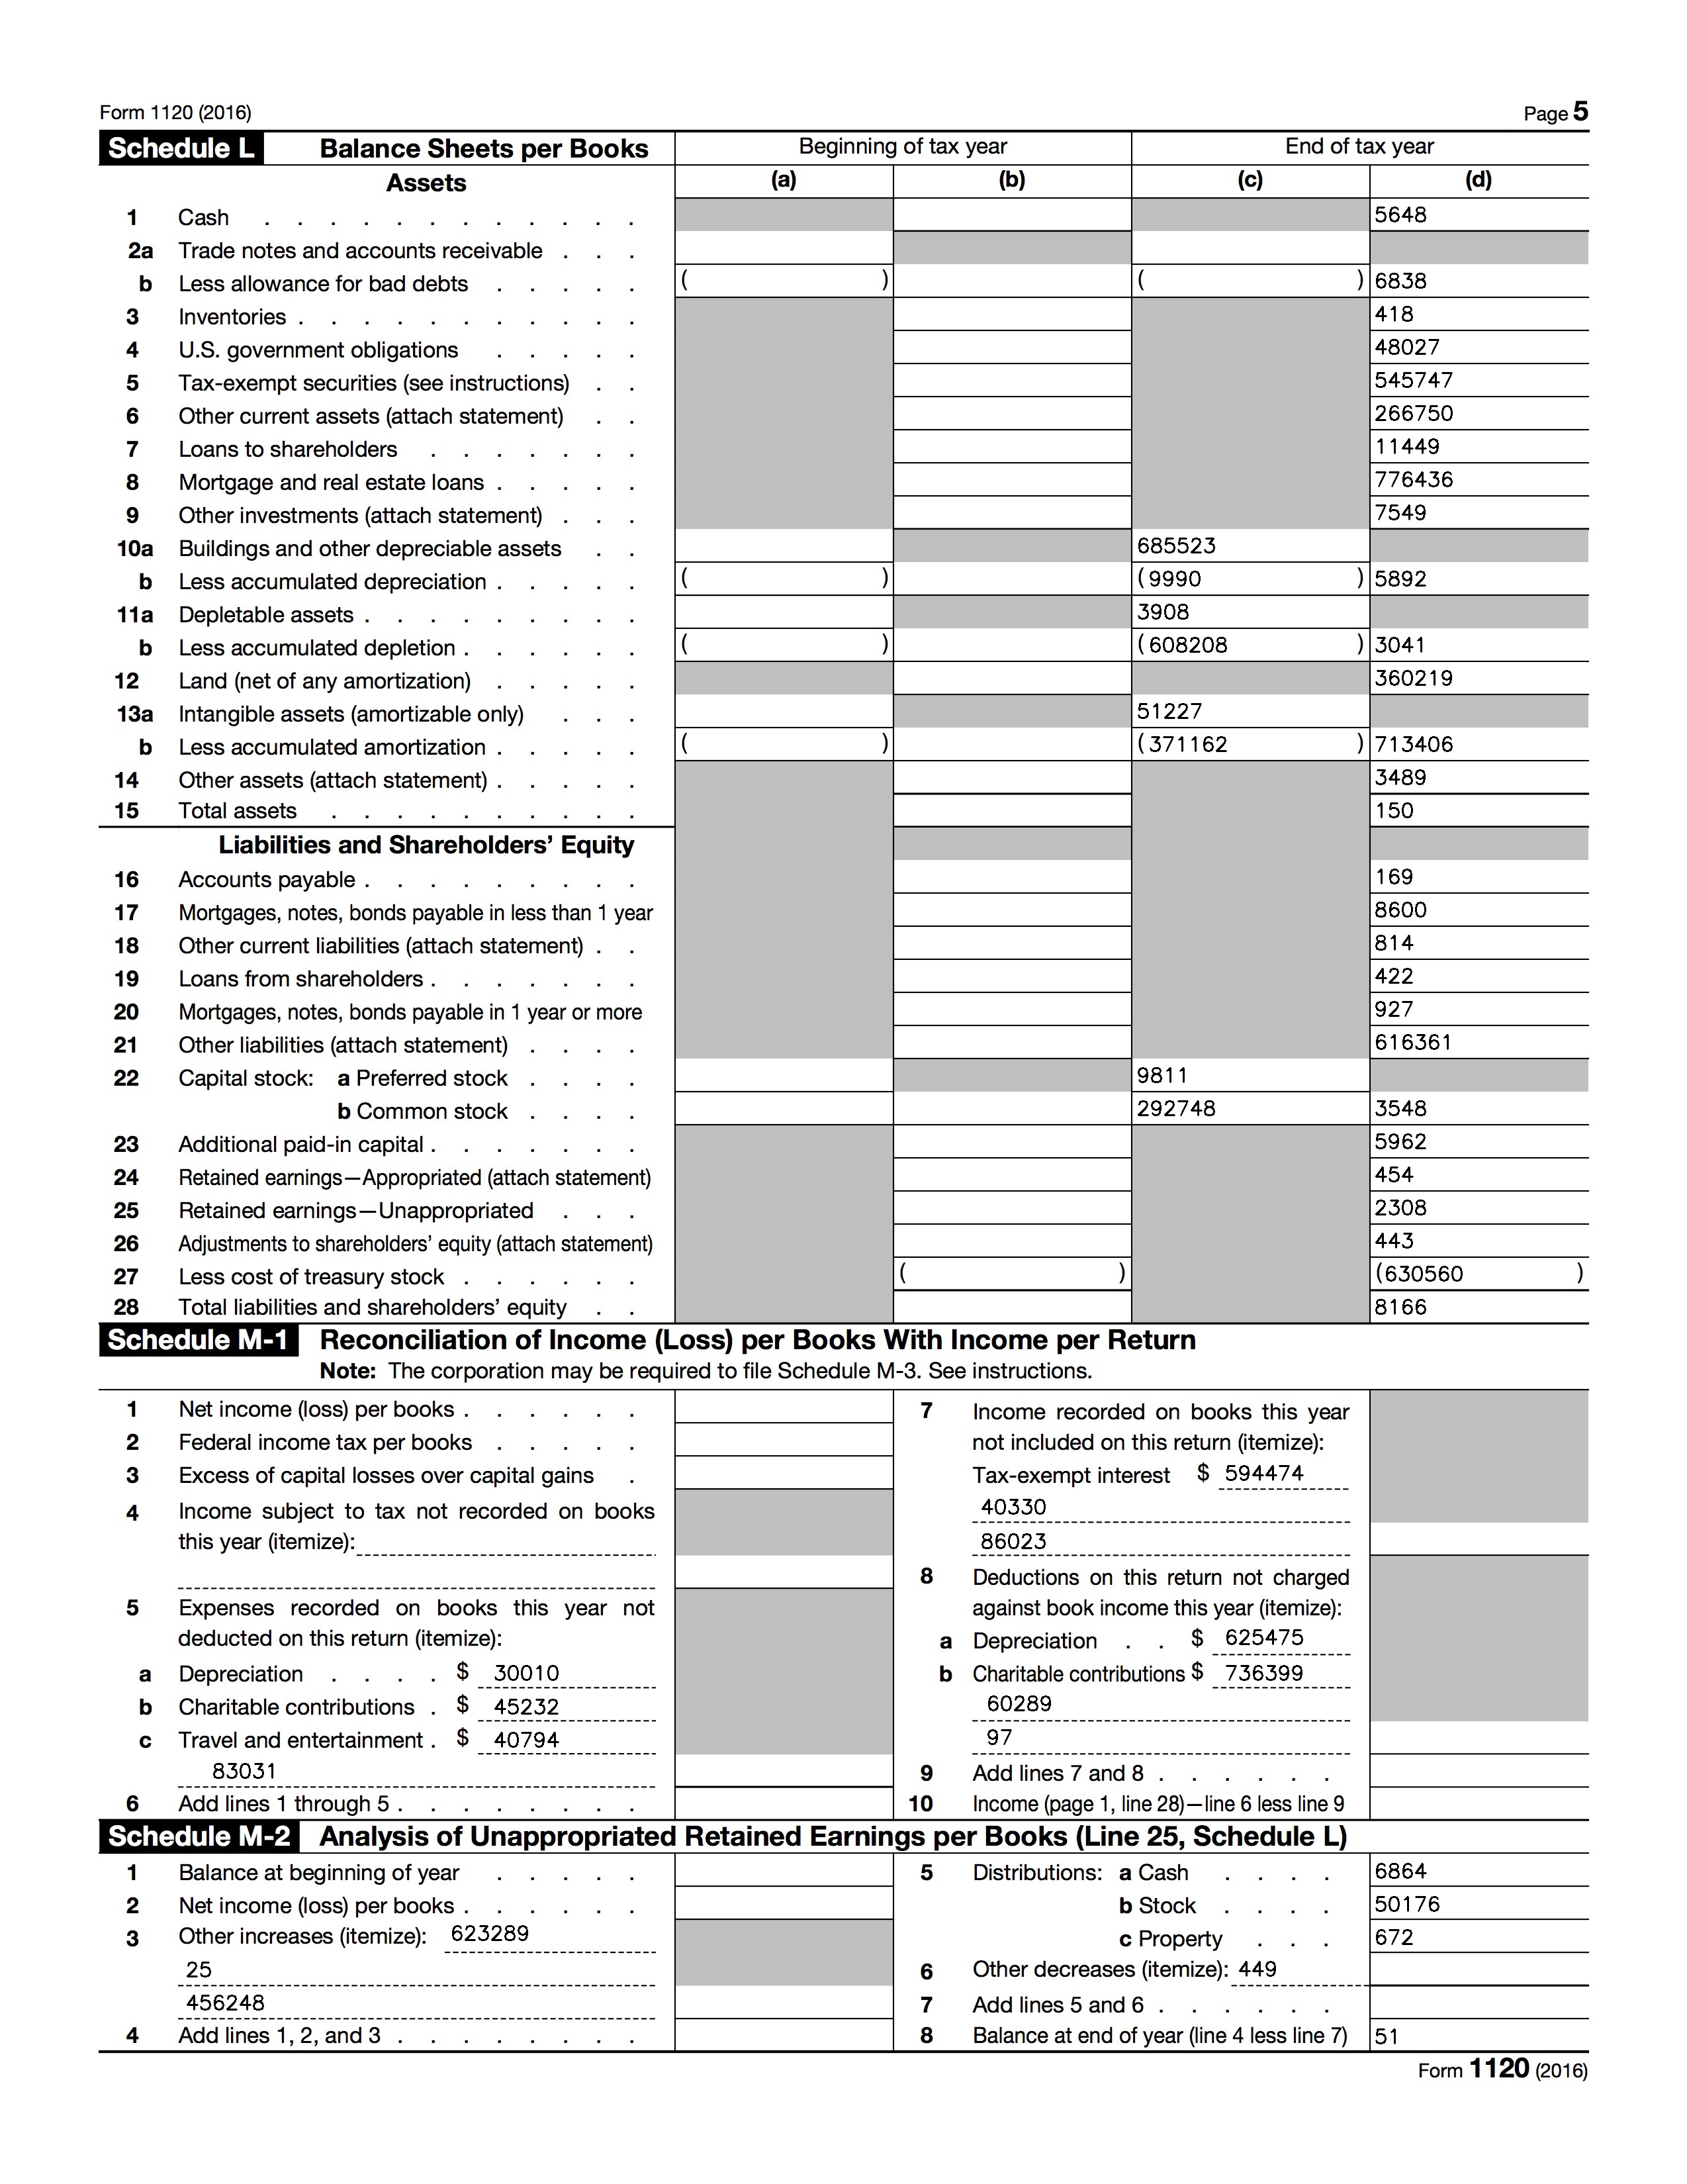 Form 1120 (2016) Page 5
Schedule L Balance Sheets per Books Beginning of tax year End of tax year
Assets (a) (b) (c) (d)
1 Cash . . . . . . . . . . . . 5648
2a Trade notes and accounts receivable . . .
b Less allowance for bad debts . . . . . ( ) ( ) 6838
3 Inventories . . . . . . . . . . . 418
4 U.S. government obligations . . . . . 48027
5 Tax-exempt securities (see instructions) . . 545747
6 Other current assets (attach statement) . . 266750
7 Loans to shareholders . . . . . . . 11449
8 Mortgage and real estate loans . . . . . 776436
9 Other investments (attach statement) . . . 7549
10a Buildings and other depreciable assets . . 685523
b Less accumulated depreciation . . . . . ( ) ( 9990 ) 5892
11a Depletable assets . . . . . . . . . 3908
b Less accumulated depletion . . . . . . ( ) ( 608208 ) 3041
12 Land (net of any amortization) . . . . . 360219
13a Intangible assets (amortizable only) . . . 51227
b Less accumulated amortization . . . . . ( ) ( 371162 ) 713406
14 Other assets (attach statement) . . . . . 3489
15 Total assets . . . . . . . . . . 150
Liabilities and Shareholders' Equity
16 Accounts payable . . . . . . . . . 169
17 Mortgages, notes, bonds payable in less than 1 year 8600
18 Other current liabilities (attach statement) . . 814
19 Loans from shareholders . . . . . . . 422
20 Mortgages, notes, bonds payable in 1 year or more 927
21 Other liabilities (attach statement) . . . . 616361
22 Capital stock: a Preferred stock . . . . 9811
b Common stock . . . . 292748 3548
23 Additional paid-in capital . . . . . . . 5962
24 Retained earnings—Appropriated (attach statement) 454
25 Retained earnings—Unappropriated . . . 2308
26 Adjustments to shareholders' equity (attach statement) 443
27 Less cost of treasury stock . . . . . . ( ) (630560 )
28 Total liabilities and shareholders' equity . . 8166
Schedule M-1 Reconciliation of Income (Loss) per Books With Income per Return
Note: The corporation may be required to file Schedule M-3. See instructions.
1 Net income (loss) per books . . . . . .
2 Federal income tax per books . . . . .
3 Excess of capital losses over capital gains .
4 Income subject to tax not recorded on books
this year (itemize):
5 Expenses recorded on books this year not
deducted on this return (itemize):
a Depreciation . . . . $ 30010
b Charitable contributions . $ 45232
c Travel and entertainment . $ 40794
83031
6 Add lines 1 through 5 . . . . . . . .
7 Income recorded on books this year
not included on this return (itemize):
Tax-exempt interest $ 594474
40330
86023
8 Deductions on this return not charged
against book income this year (itemize):
a Depreciation . . $ 625475
b Charitable contributions $ 736399
60289
97
9 Add lines 7 and 8 . . . . . .
10 Income (page 1, line 28)—line 6 less line 9
Schedule M-2 Analysis of Unappropriated Retained Earnings per Books (Line 25, Schedule L)
1 Balance at beginning of year . . . . .
2 Net income (loss) per books . . . . . .
3 Other increases (itemize): 623289
25
456248
4 Add lines 1, 2, and 3 . . . . . . . .
5 Distributions: a Cash . . . . 6864
b Stock . . . . 50176
c Property . . . 672
6 Other decreases (itemize): 449
7 Add lines 5 and 6 . . . . . .
8 Balance at end of year (line 4 less line 7) 51
Form 1120 (2016)